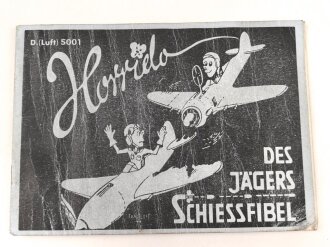 D.(Luft) 5001
Horrido
DES
JÄGERS
SCHIESSFIBEL